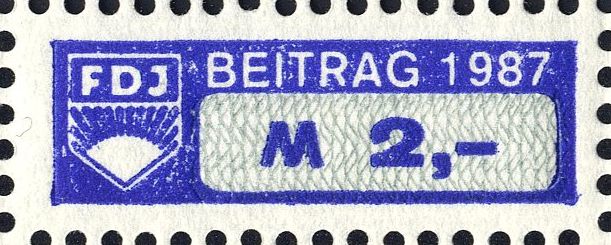 FDJ
BEITRAG 1987
M 2,-